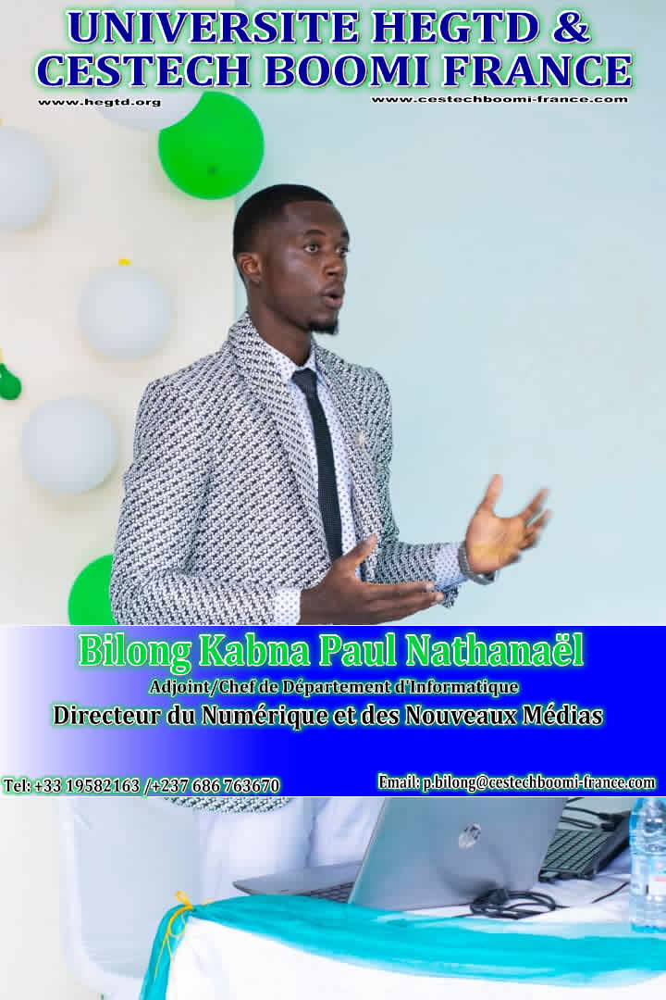 UNIVERSITE HEGTD &
CESTECH BOOMI FRANCE
www.hegtd.org
www.cestechboomi-france.com
Bilong Kabna Paul Nathanaël
Adjoint/Chef de Département d'Informatique
Directeur du Numérique et des Nouveaux Médias
Tel: +33 19582163 /+237 686 763670
Email: p.bilong@cestechboomi-france.com
hp